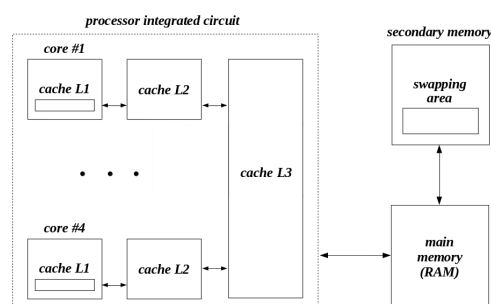 processor integrated circuit
secondary memory
core #1
cache L1
cache L2
swapping
area
cache L3
core #4
cache L1
cache L2
main
memory
(RAM)